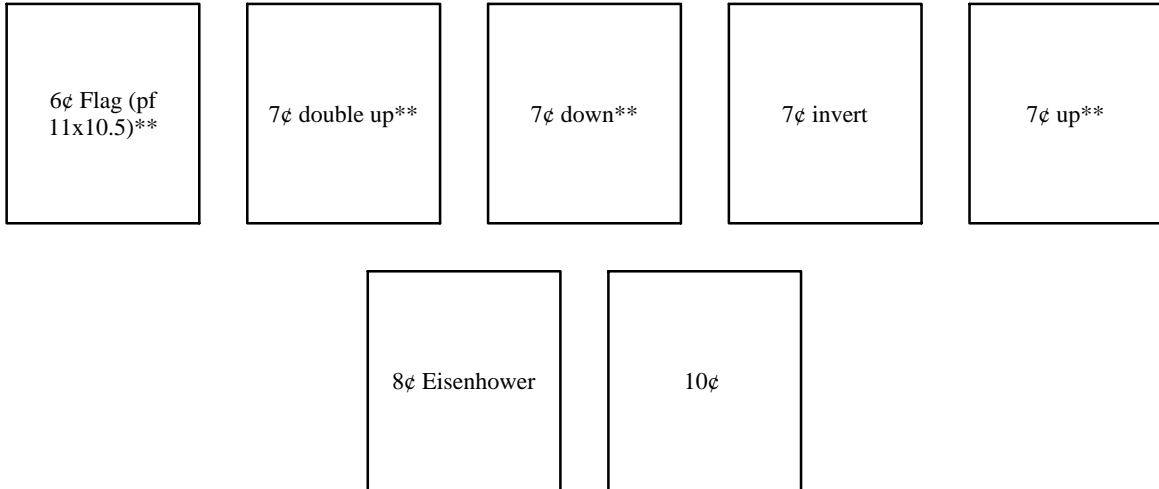 6¢ Flag (pf
11x10.5)**
7¢ double up**
7¢ down**
7¢ invert
7¢ up**
8¢ Eisenhower
10¢